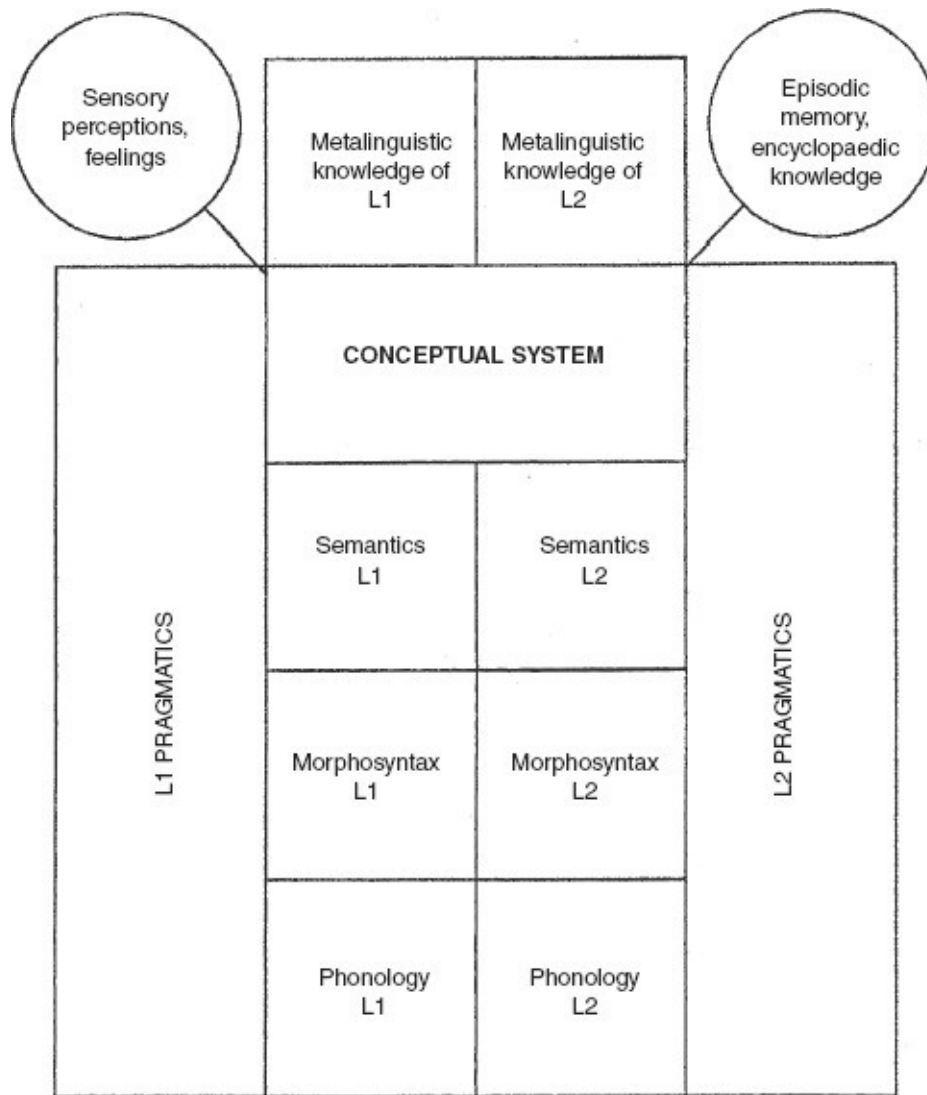 Sensory
perceptions,
feelings
Metalinguistic
knowledge of
L1
Metalinguistic
knowledge of
L2
Episodic
memory,
encyclopaedic
knowledge
CONCEPTUAL SYSTEM
L1 PRAGMATICS
Semantics
L1
Semantics
L2
L2 PRAGMATICS
Morphosyntax
L1
Morphosyntax
L2
Phonology
L1
Phonology
L2